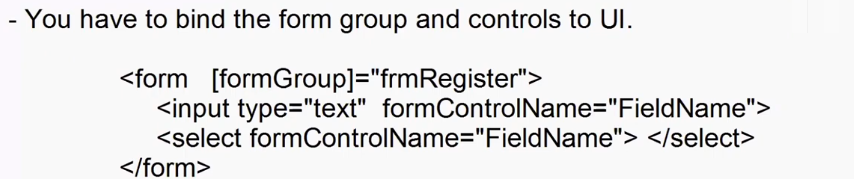 - You have to bind the form group and controls to UI.
<form [formGroup]="frmRegister">
<input type="text" formControlName="FieldName">
<select formControlName="FieldName"> </select>
</form>